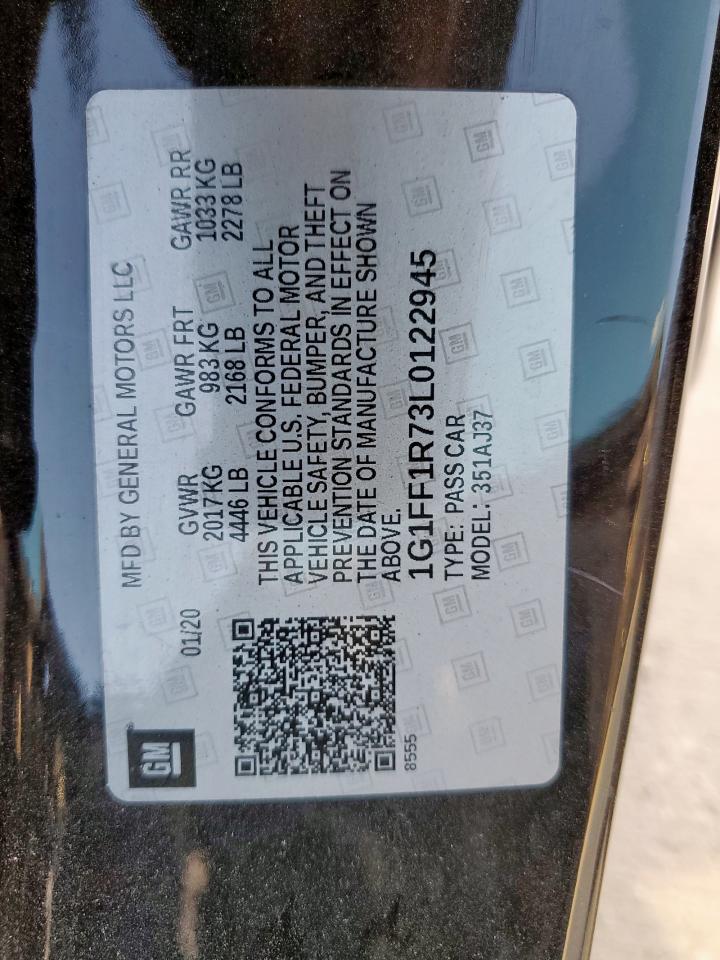 GM
MFD BY GENERAL MOTORS LLC
01/20
GVWR GAWR FRT GAWR RR
2017 KG 983 KG 1033 KG
4446 LB 2168 LB 2278 LB
THIS VEHICLE CONFORMS TO ALL
APPLICABLE U.S. FEDERAL MOTOR
VEHICLE SAFETY, BUMPER, AND THEFT
PREVENTION STANDARDS IN EFFECT ON
THE DATE OF MANUFACTURE SHOWN
ABOVE.
8555
1G1FF1R73L0122945
TYPE: PASS CAR
MODEL: 351AJ37